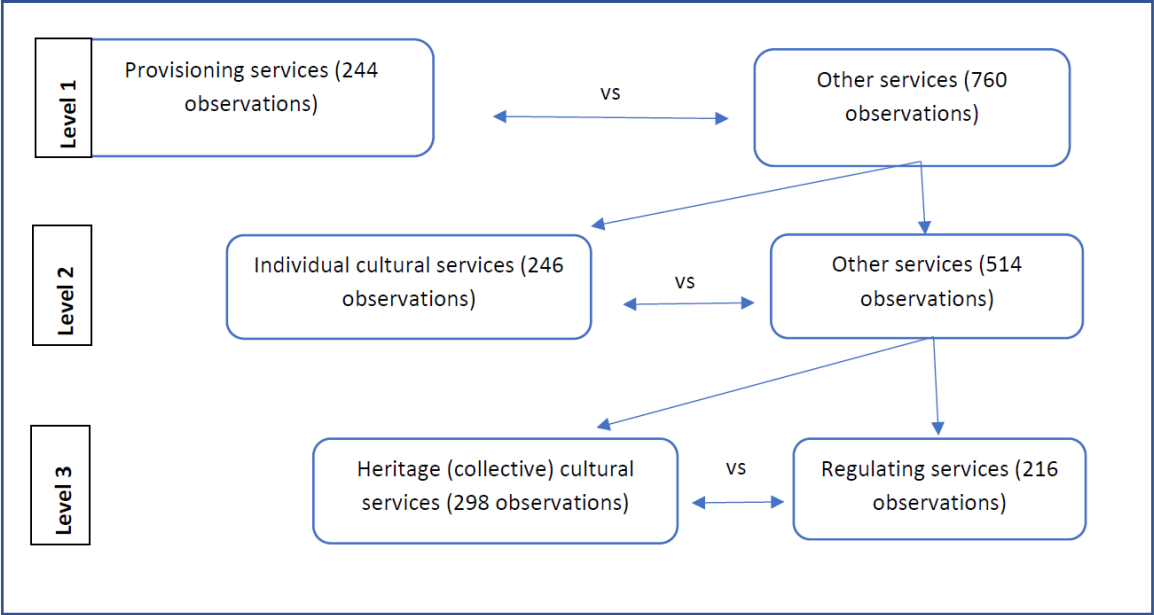 Level 1
Provisioning services (244
observations)
vs
Other services (760
observations)
Level 2
Individual cultural services (246
observations)
vs
Other services (514
observations)
Level 3
Heritage (collective) cultural
services (298 observations)
vs
Regulating services (216
observations)